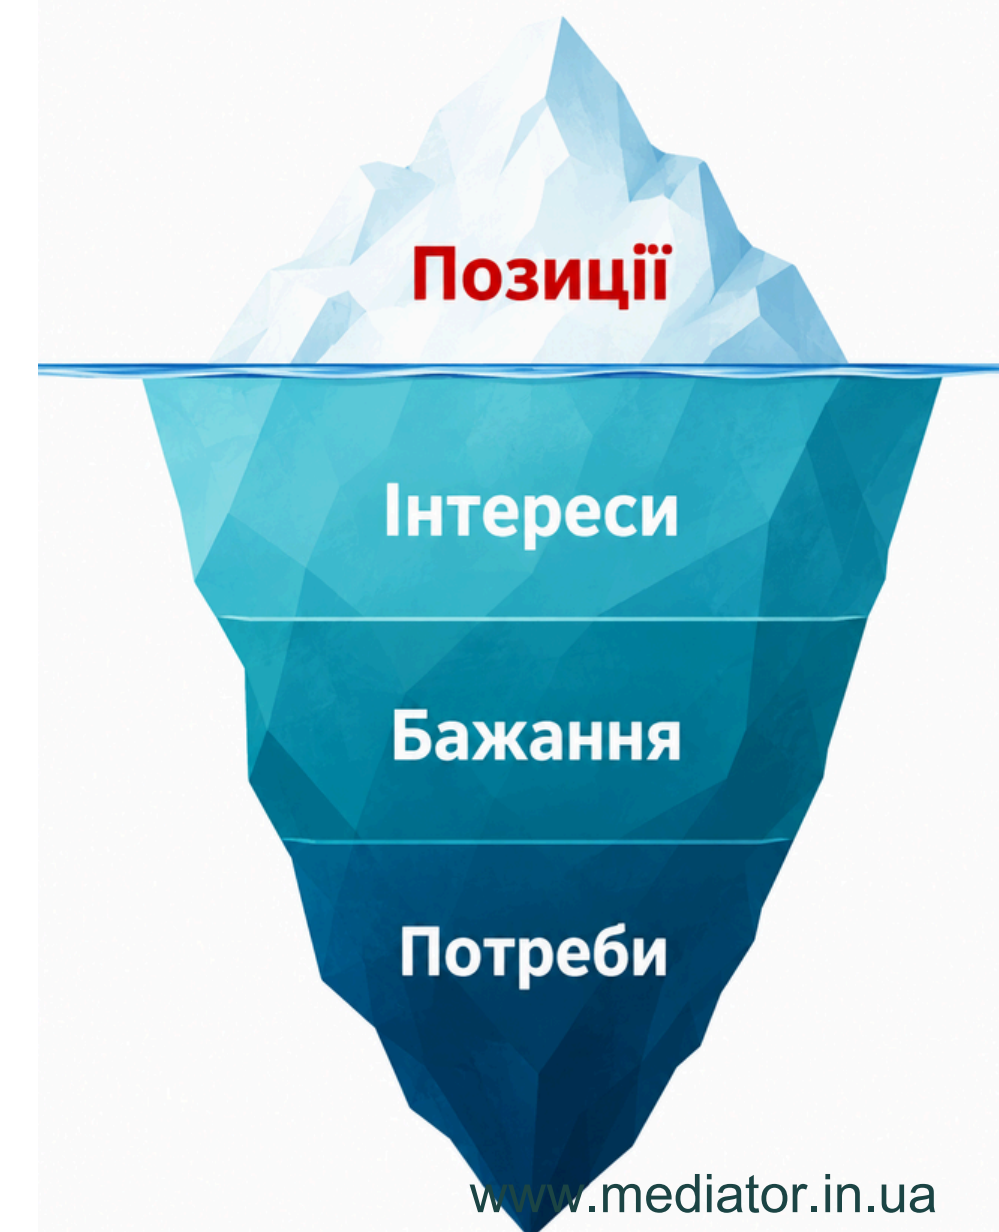 Позиції
Інтереси
Бажання
Потреби
www.mediator.in.ua